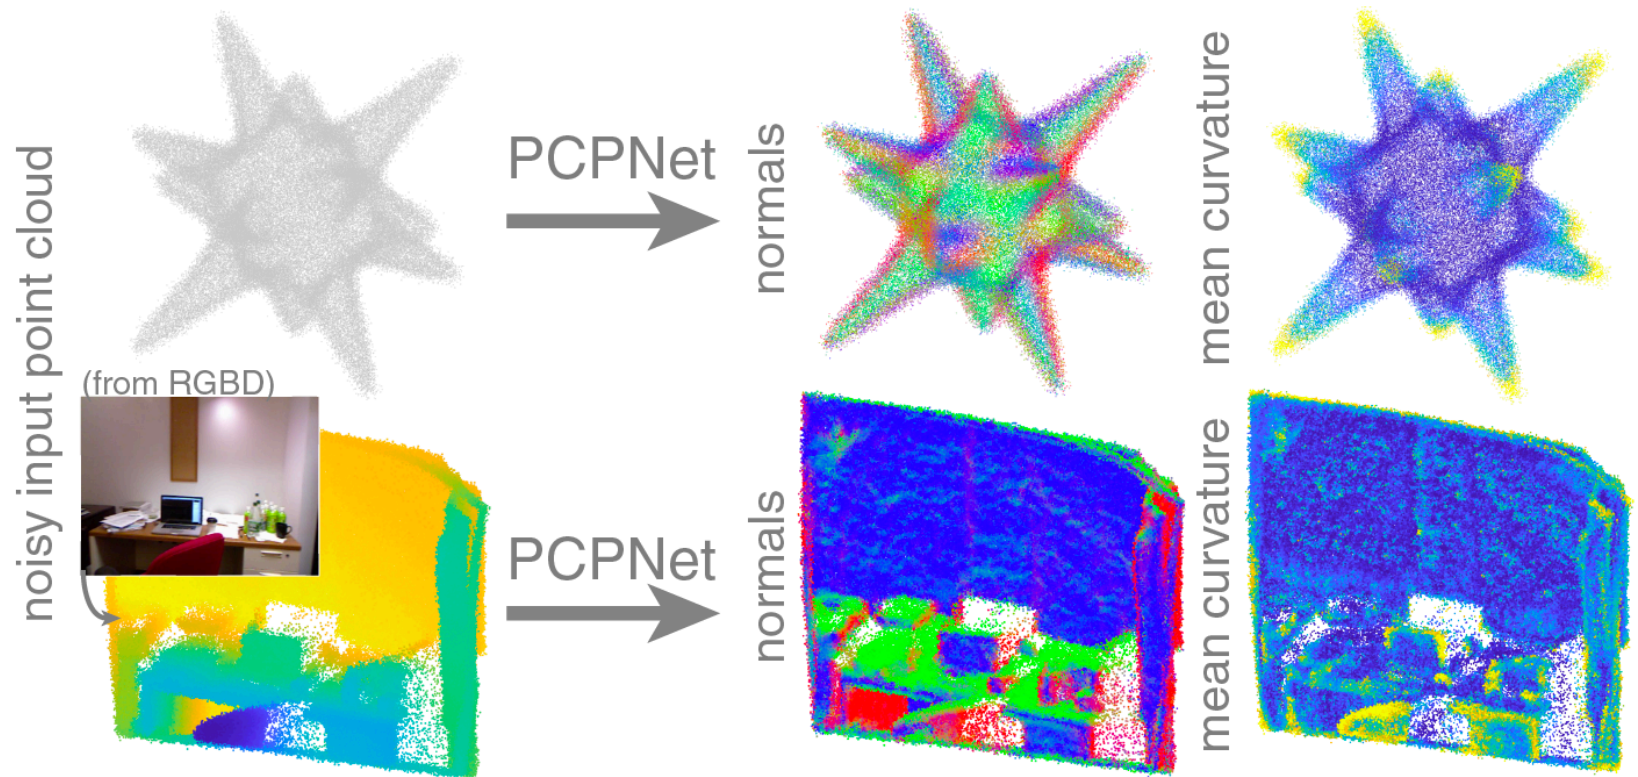 noisy input point cloud
PCPNet
normals
mean curvature
(from RGBD)
PCPNet
normals
mean curvature